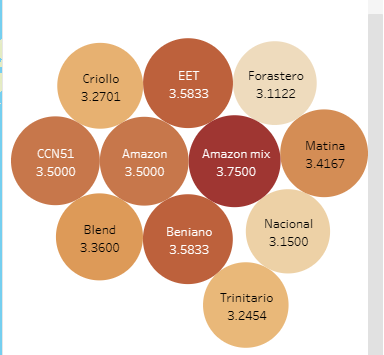 Criollo
3.2701
EET
3.5833
Forastero
3.1122
CCN51
3.5000
Amazon
3.5000
Amazon mix
3.7500
Matina
3.4167
Blend
3.3600
Beniano
3.5833
Nacional
3.1500
Trinitario
3.2454